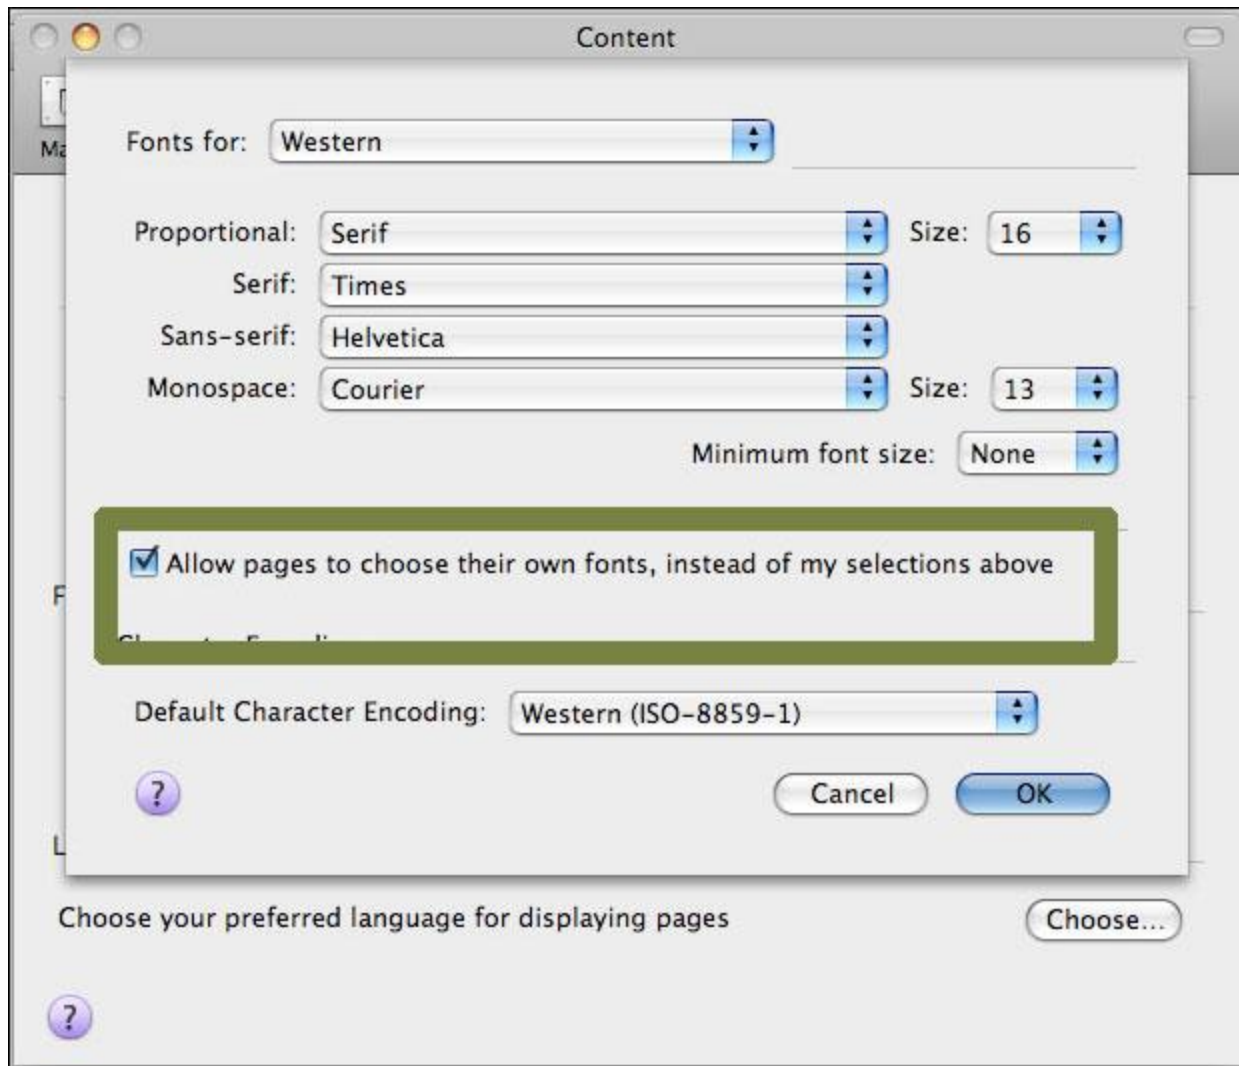 Content
Ma
Fonts for: Western
Proportional: Serif Size: 16
Serif: Times
Sans-serif: Helvetica
Monospace: Courier Size: 13
Minimum font size: None
Allow pages to choose their own fonts, instead of my selections above
F
Default Character Encoding: Western (ISO-8859-1)
? Cancel OK
L
Choose your preferred language for displaying pages Choose...
?